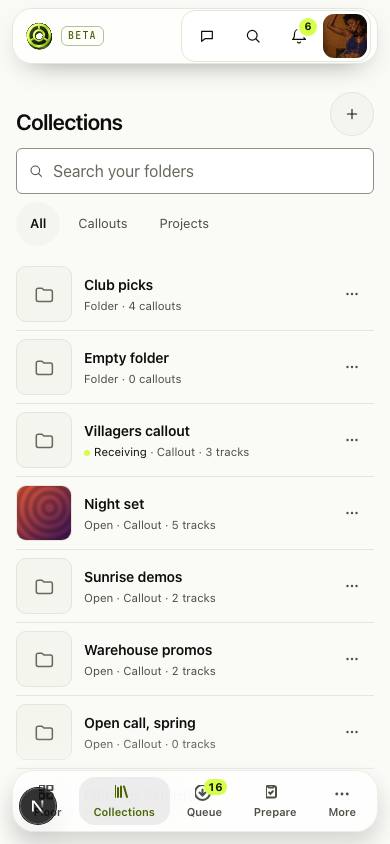 BETA
6
Collections
Search your folders
All
Callouts
Projects
Club picks
Folder · 4 callouts
Empty folder
Folder · 0 callouts
Villagers callout
Receiving · Callout · 3 tracks
Night set
Open · Callout · 5 tracks
Sunrise demos
Open · Callout · 2 tracks
Warehouse promos
Open · Callout · 2 tracks
Open call, spring
Open · Callout · 0 tracks
N
Collections
16
Queue
Prepare
More